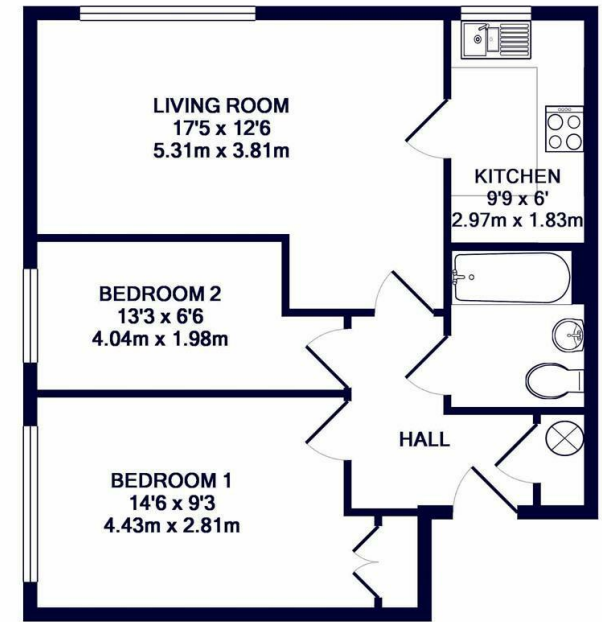 LIVING ROOM
17'5 x 12'6
5.31m x 3.81m
KITCHEN
9'9 x 6'
2.97m x 1.83m
BEDROOM 2
13'3 x 6'6
4.04m x 1.98m
HALL
BEDROOM 1
14'6 x 9'3
4.43m x 2.81m